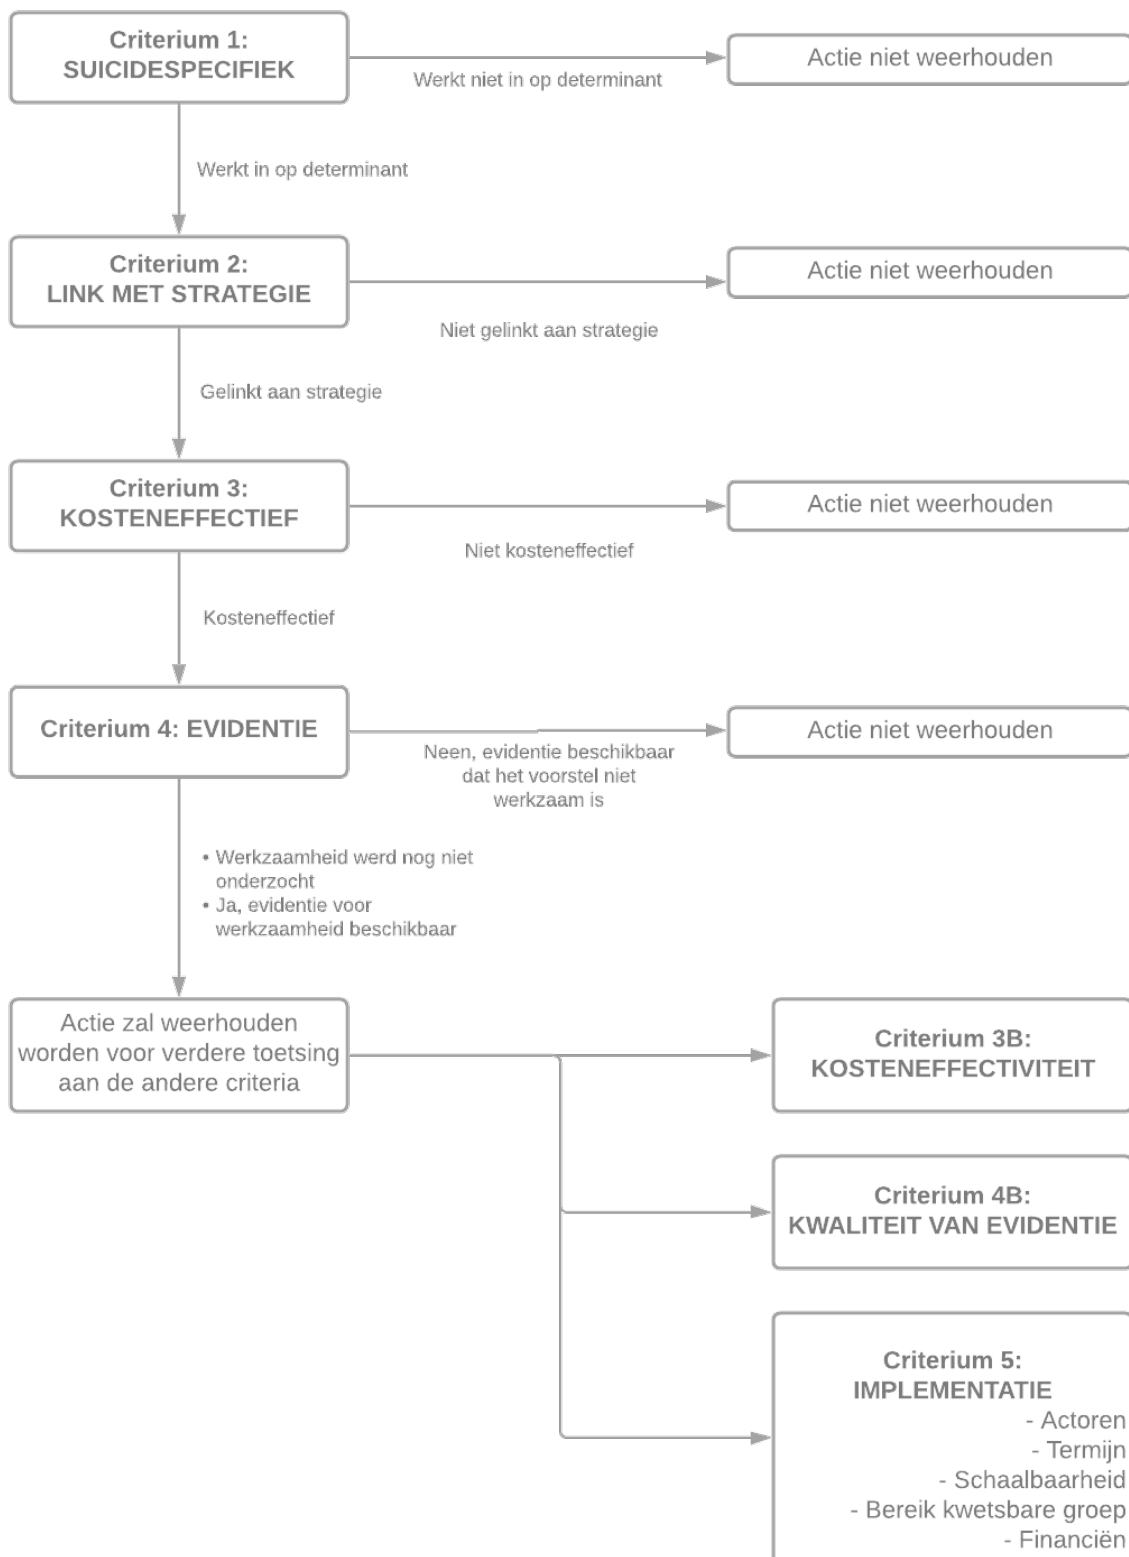 Criterium 1:
SUICIDESPECIFIEK
Actie niet weerhouden
Werkt niet in op determinant
Werkt in op determinant
Criterium 2:
LINK MET STRATEGIE
Actie niet weerhouden
Niet gelinkt aan strategie
Gelinkt aan strategie
Criterium 3:
KOSTENEFFECTIEF
Actie niet weerhouden
Niet kosteneffectief
Kosteneffectief
Criterium 4: EVIDENTIE
Actie niet weerhouden
Neen, evidentie beschikbaar
dat het voorstel niet
werkzaam is
• Werkzaamheid werd nog niet
onderzocht
• Ja, evidentie voor
werkzaamheid beschikbaar
Actie zal weerhouden
worden voor verdere toetsing
aan de andere criteria
Criterium 3B:
KOSTENEFFECTIVITEIT
Criterium 4B:
KWALITEIT VAN EVIDENTIE
Criterium 5:
IMPLEMENTATIE
- Actoren
- Termijn
- Schaalbaarheid
- Bereik kwetsbare groep
- Financiën